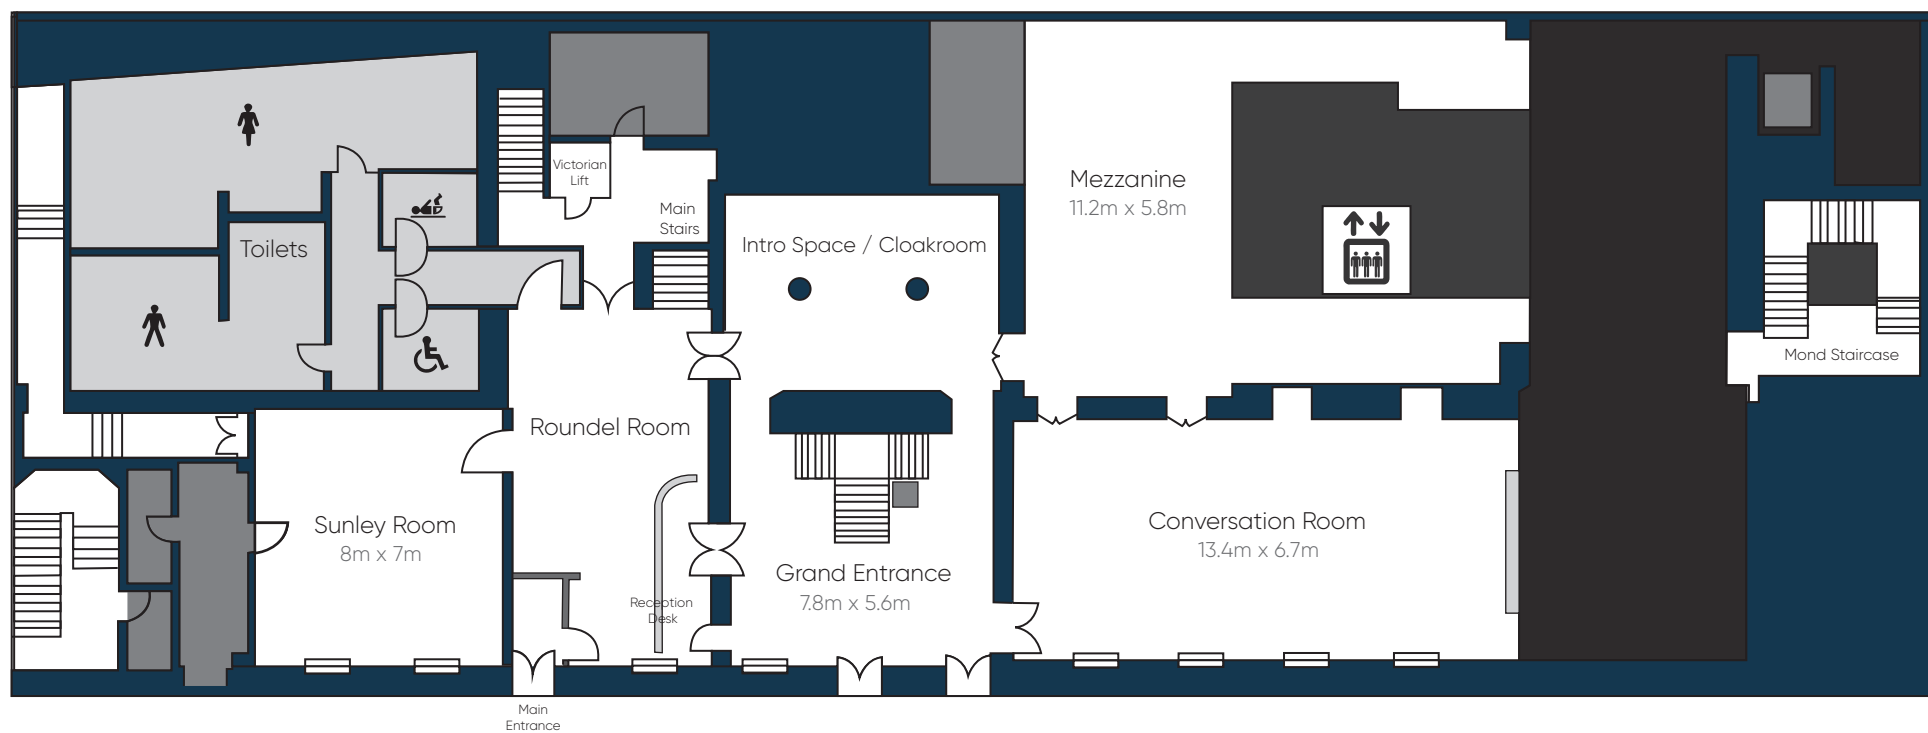 Victorian
Lift
Main
Stairs
Toilets
Intro Space / Cloakroom
Mezzanine
11.2m x 5.8m
Mond Staircase
Roundel Room
Sunley Room
8m x 7m
Reception
Desk
Grand Entrance
7.8m x 5.6m
Conversation Room
13.4m x 6.7m
Main
Entrance